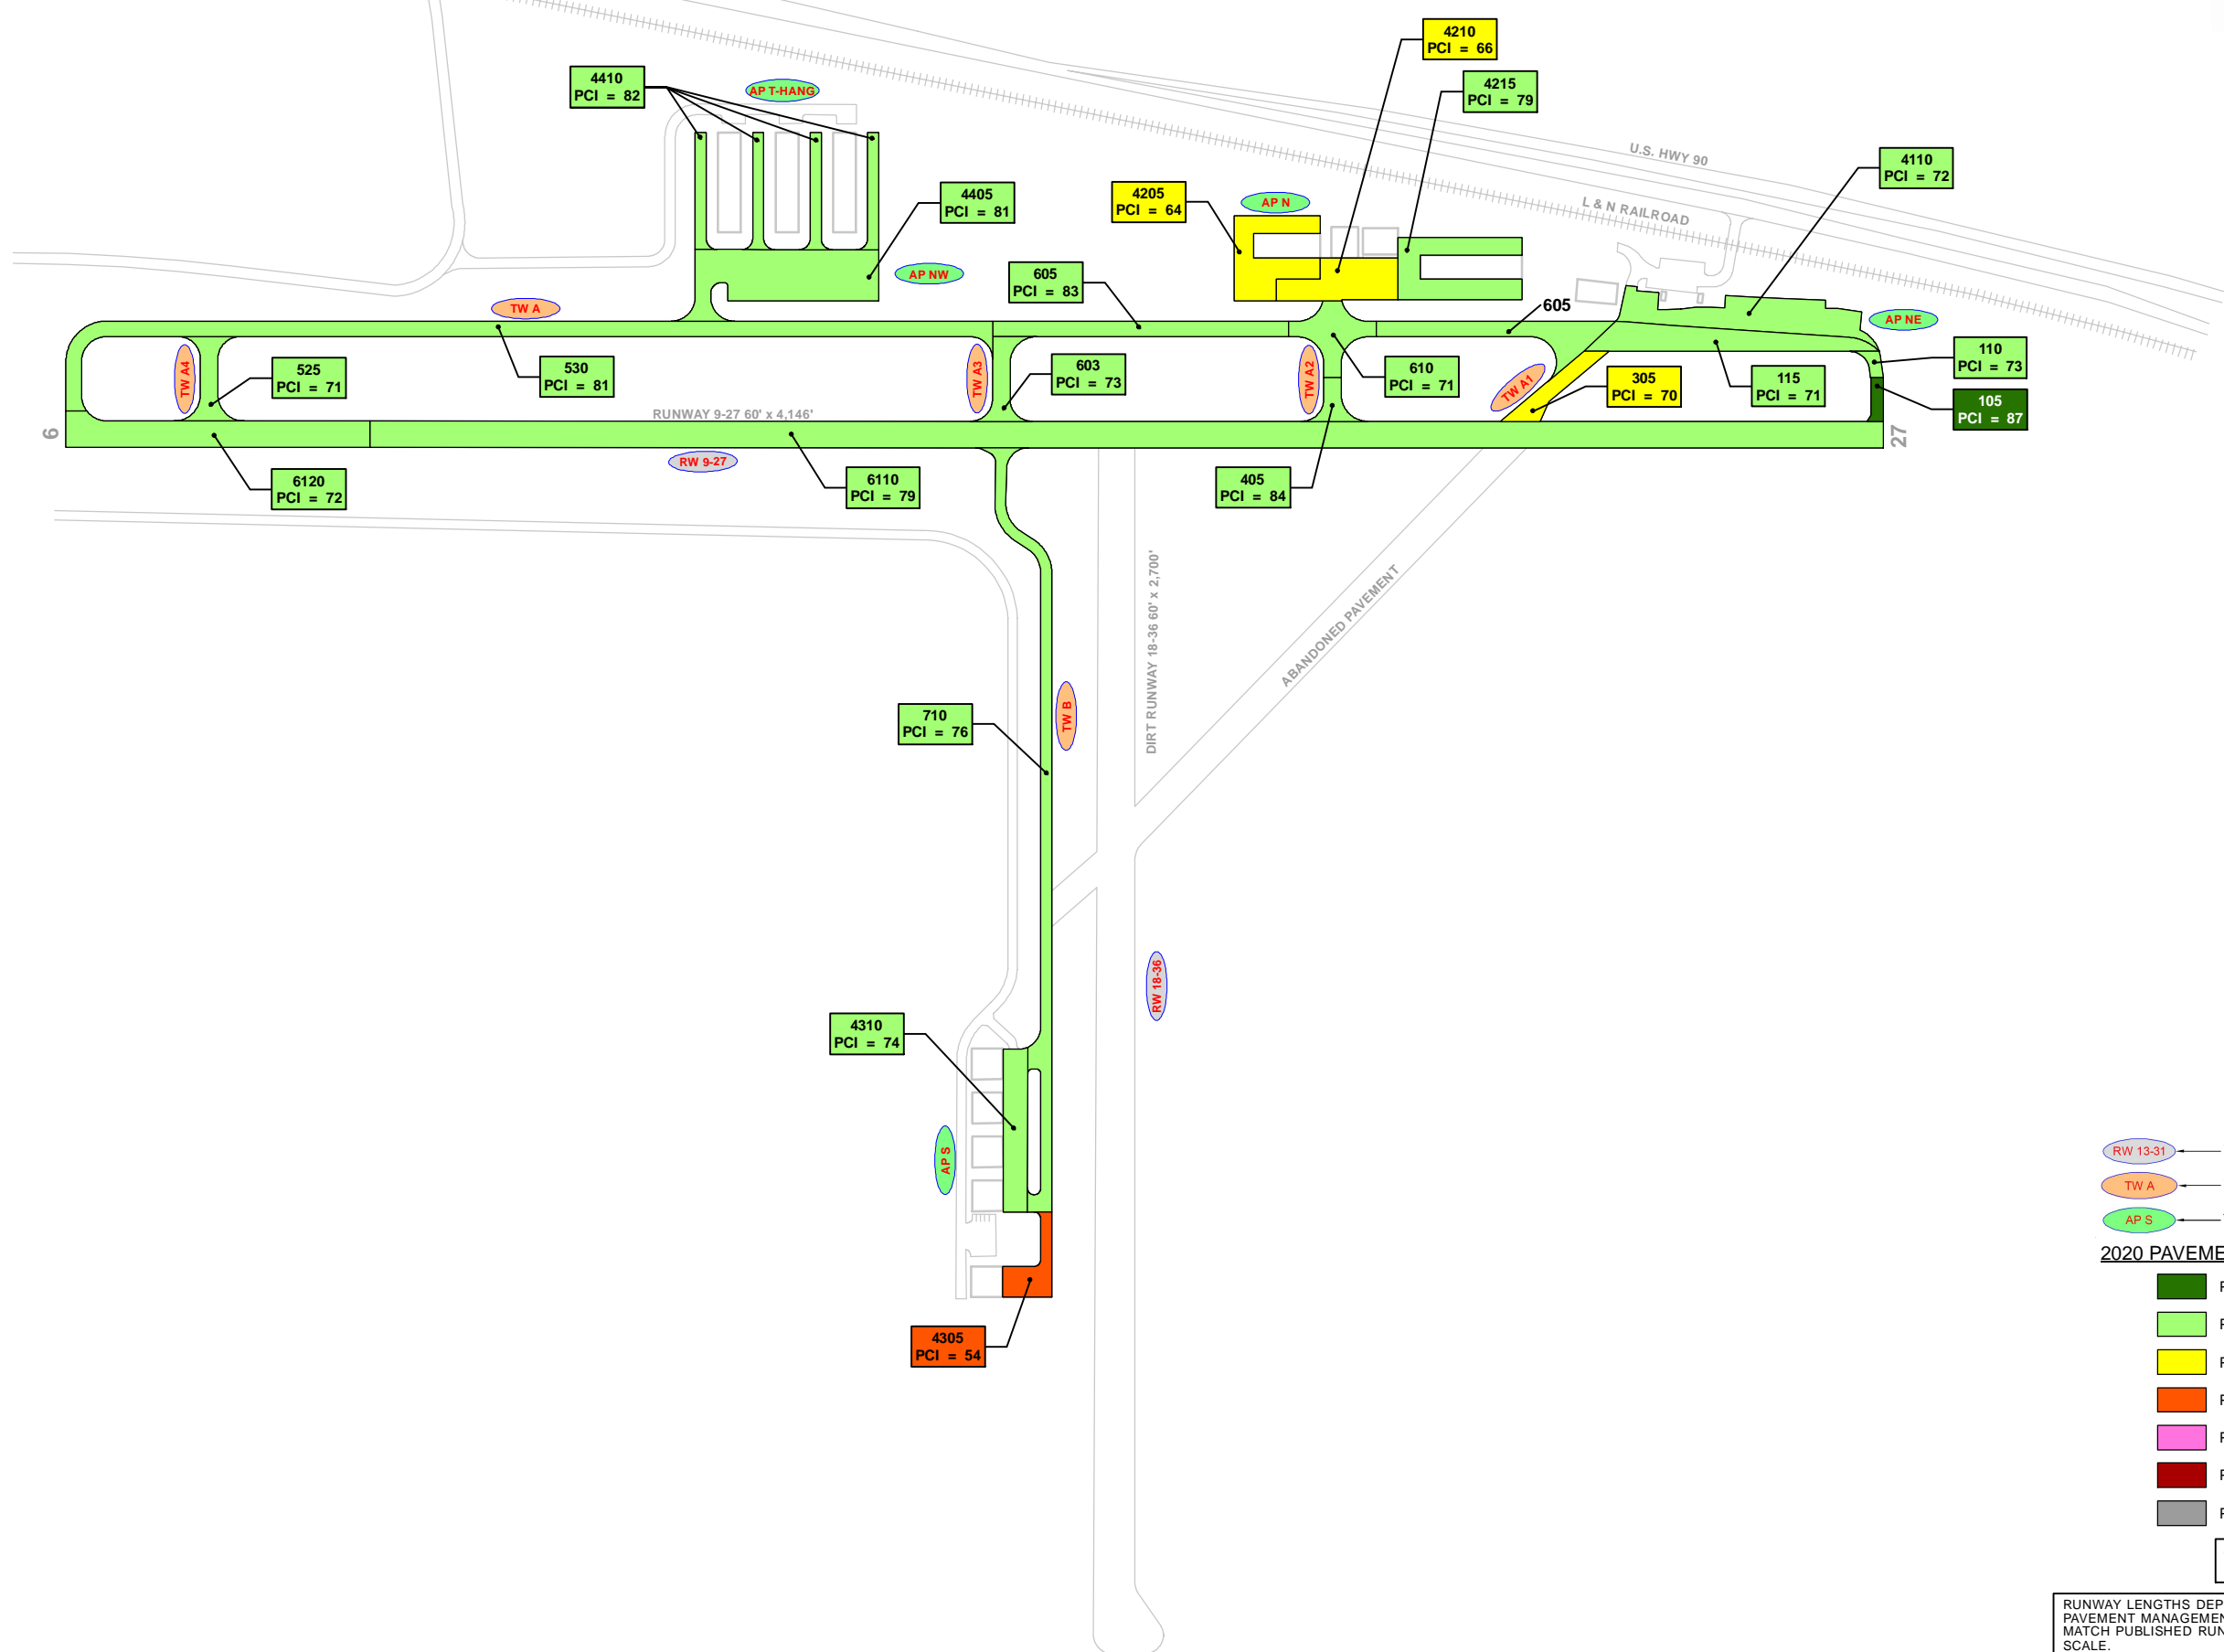 4210
PCI = 66
4410
PCI = 82
AP T-HANG
4215
PCI = 79
U.S. HWY 90
4110
PCI = 72
4405
PCI = 81
4205
PCI = 64
AP N
L & N RAILROAD
AP NW
605
PCI = 83
TW A
605
AP NE
TW A4
525
PCI = 71
530
PCI = 81
TW A3
603
PCI = 73
TW A2
610
PCI = 71
TW A1
305
PCI = 70
115
PCI = 71
110
PCI = 73
105
PCI = 87
RUNWAY 9-27 60' x 4,146'
9
27
RW 9-27
6120
PCI = 72
6110
PCI = 79
405
PCI = 84
DIRT RUNWAY 18-36 60' x 2,700'
ABANDONED PAVEMENT
710
PCI = 76
TW B
RW 18-36
4310
PCI = 74
AP S
4305
PCI = 54
RW 13-31
TW A
AP S
2020 PAVEME
RUNWAY LENGTHS DEP
PAVEMENT MANAGEMEN
MATCH PUBLISHED RUN
SCALE.